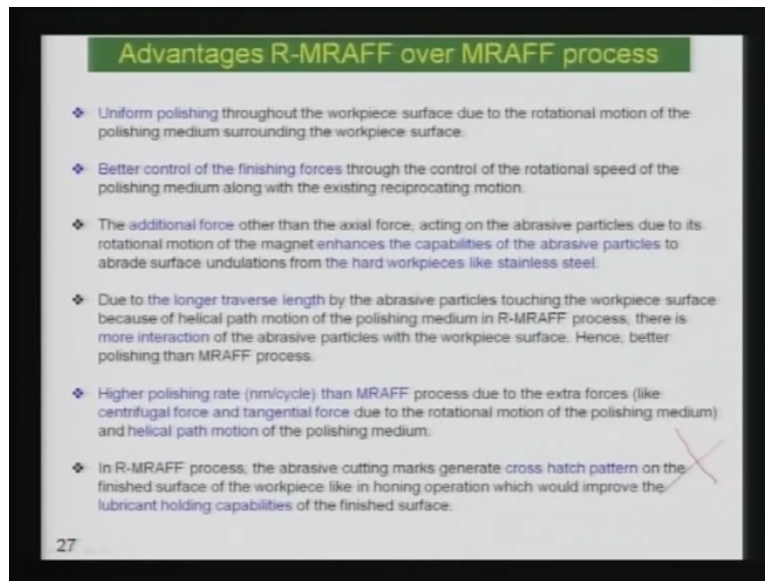 Advantages R-MRAFF over MRAFF process
❖ Uniform polishing throughout the workpiece surface due to the rotational motion of the
polishing medium surrounding the workpiece surface.
❖ Better control of the finishing forces through the control of the rotational speed of the
polishing medium along with the existing reciprocating motion.
❖ The additional force other than the axial force, acting on the abrasive particles due to its
rotational motion of the magnet enhances the capabilities of the abrasive particles to
abrade surface undulations from the hard workpieces like stainless steel.
❖ Due to the longer traverse length by the abrasive particles touching the workpiece surface
because of helical path motion of the polishing medium in R-MRAFF process, there is
more interaction of the abrasive particles with the workpiece surface. Hence, better
polishing than MRAFF process.
❖ Higher polishing rate (nm/cycle) than MRAFF process due to the extra forces (like
centrifugal force and tangential force due to the rotational motion of the polishing medium)
and helical path motion of the polishing medium.
❖ In R-MRAFF process, the abrasive cutting marks generate cross hatch pattern on the
finished surface of the workpiece like in honing operation which would improve the
lubricant holding capabilities of the finished surface.
27